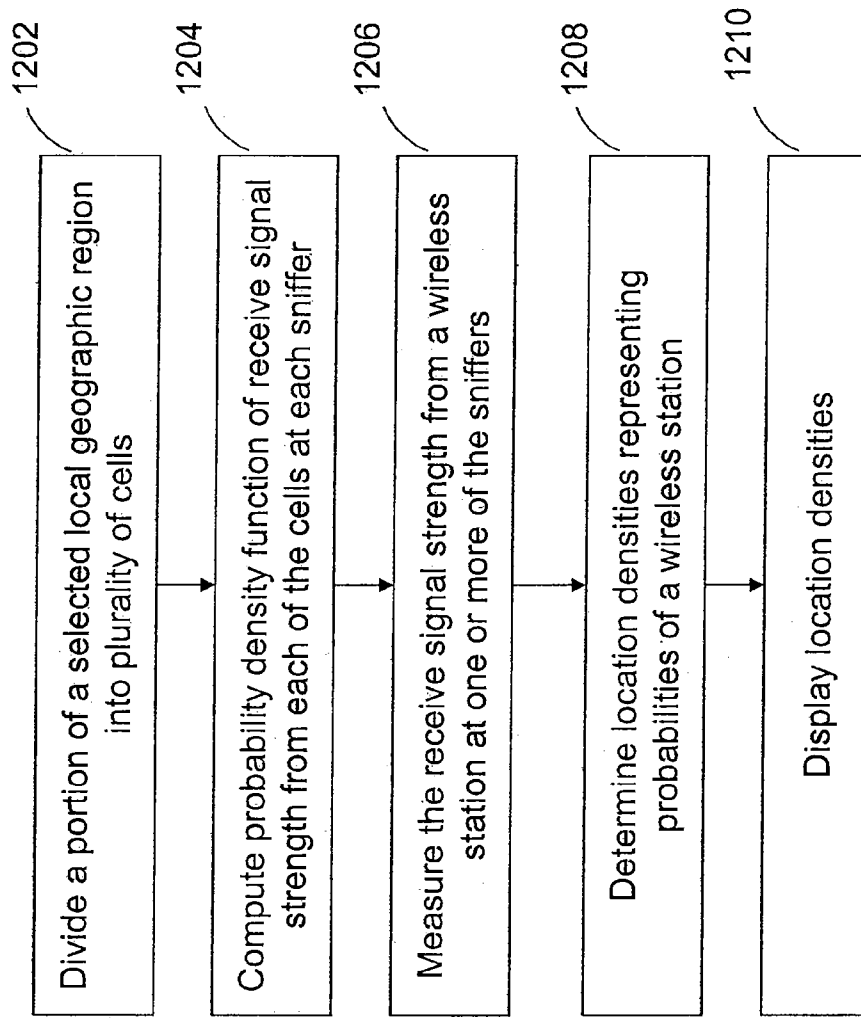 Divide a portion of a selected local geographic region
into plurality of cells
1202
Compute probability density function of receive signal
strength from each of the cells at each sniffer
1204
Measure the receive signal strength from a wireless
station at one or more of the sniffers
1206
Determine location densities representing
probabilities of a wireless station
1208
Display location densities
1210